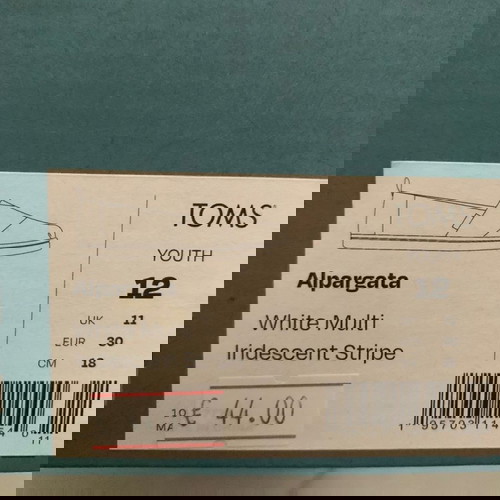 TOMS
YOUTH
12
Alpargata
UK 11
EUR 30
CM 18
White Multi
Iridescent Stripe
€ 44.00